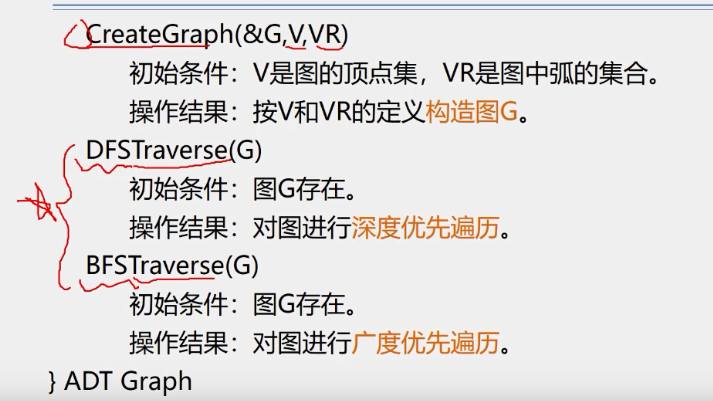 CreateGraph(&G,V,VR)
初始条件：V是图的顶点集，VR是图中弧的集合。
操作结果：按V和VR的定义构造图G。
DFSTraverse(G)
初始条件：图G存在。
操作结果：对图进行深度优先遍历。
BFSTraverse(G)
初始条件：图G存在。
操作结果：对图进行广度优先遍历。
} ADT Graph